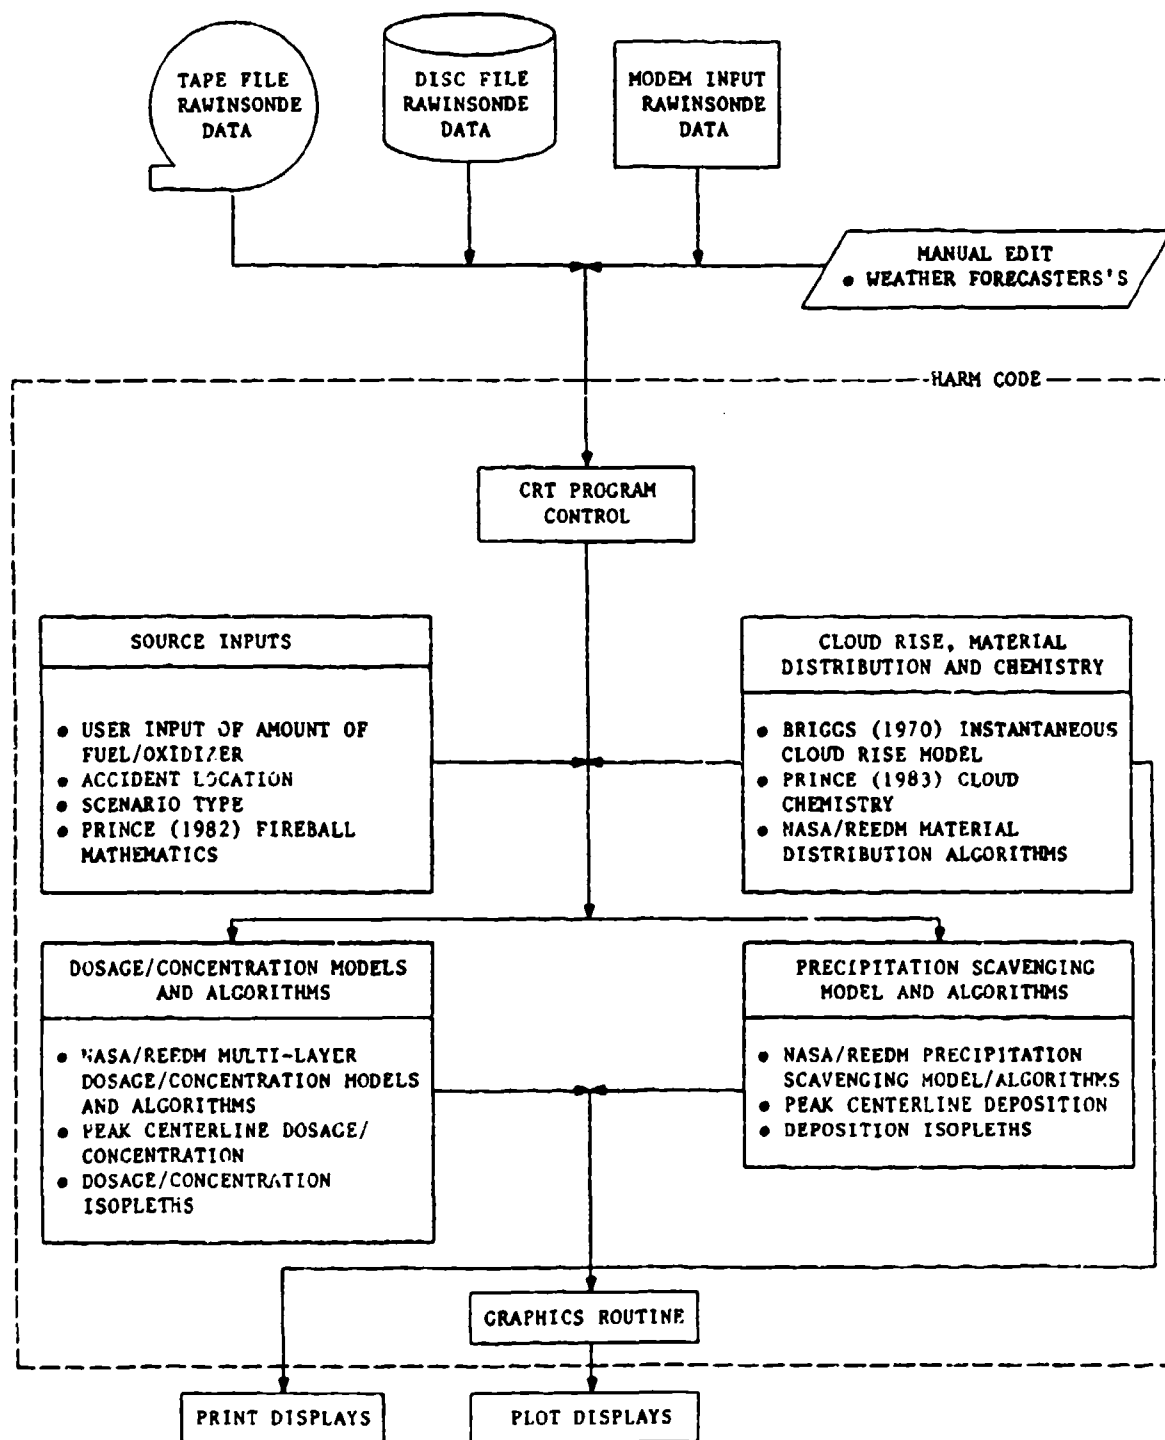 TAPE FILE
RAWINSONDE
DATA
DISC FILE
RAWINSONDE
DATA
MODEM INPUT
RAWINSONDE
DATA
MANUAL EDIT
● WEATHER FORECASTERS'S
HARM CODE
CRT PROGRAM
CONTROL
SOURCE INPUTS
● USER INPUT OF AMOUNT OF
FUEL/OXIDIZER
● ACCIDENT LOCATION
● SCENARIO TYPE
● PRINCE (1982) FIREBALL
MATHEMATICS
CLOUD RISE, MATERIAL
DISTRIBUTION AND CHEMISTRY
● BRIGGS (1970) INSTANTANEOUS
CLOUD RISE MODEL
● PRINCE (1983) CLOUD
CHEMISTRY
● NASA/REEDM MATERIAL
DISTRIBUTION ALGORITHMS
DOSAGE/CONCENTRATION MODELS
AND ALGORITHMS
● NASA/REEDM MULTI-LAYER
DOSAGE/CONCENTRATION MODELS
AND ALGORITHMS
● PEAK CENTERLINE DOSAGE/
CONCENTRATION
● DOSAGE/CONCENTRATION
ISOPLETHS
PRECIPITATION SCAVENGING
MODEL AND ALGORITHMS
● NASA/REEDM PRECIPITATION
SCAVENGING MODEL/ALGORITHMS
● PEAK CENTERLINE DEPOSITION
● DEPOSITION ISOPLETHS
GRAPHICS ROUTINE
PRINT DISPLAYS
PLOT DISPLAYS